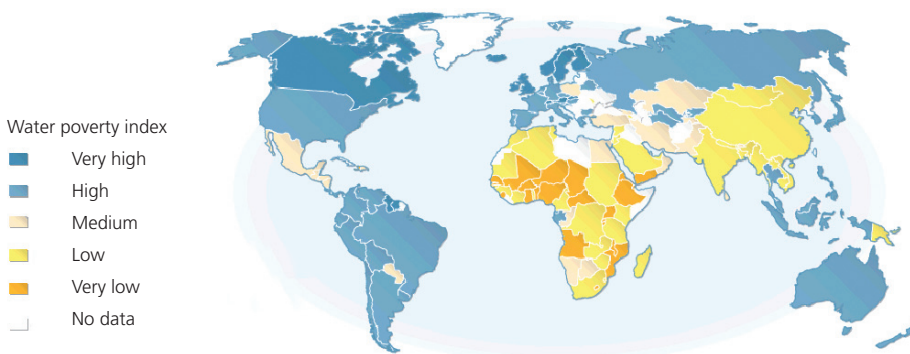 Water poverty index
Very high
High
Medium
Low
Very low
No data